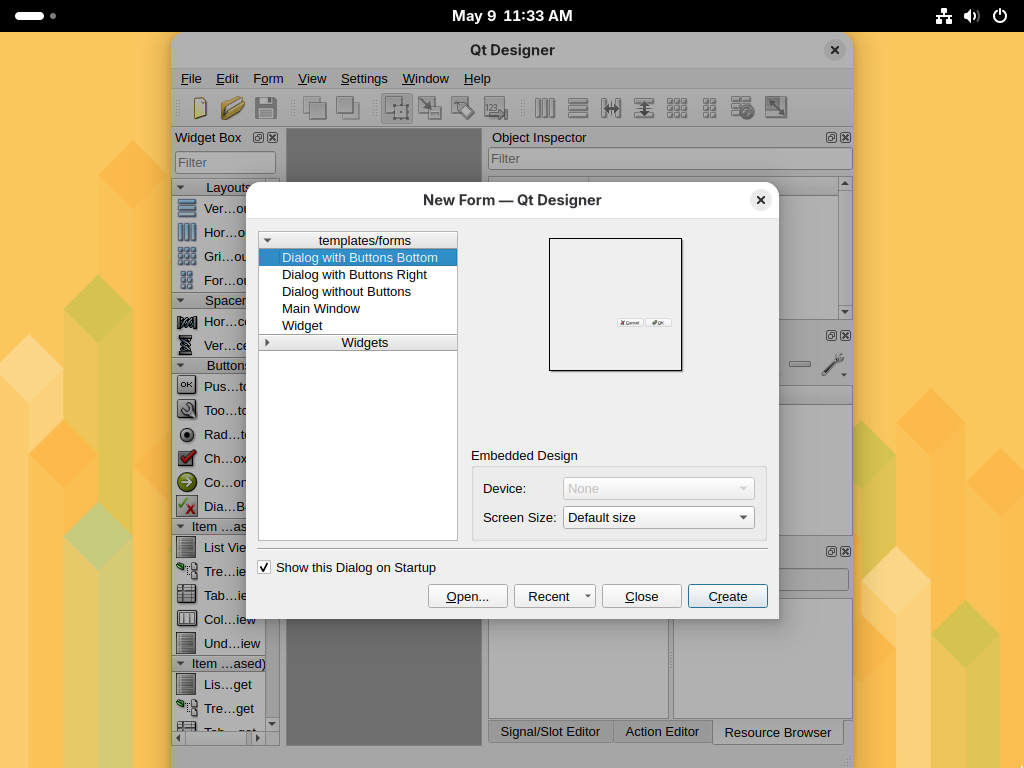 May 9 11:33 AM
Qt Designer
File Edit Form View Settings Window Help
Widget Box
Object Inspector
Filter
Filter
Layouts
Ver...ou
Hor...ou
Gri...ou
For...ou
Spacer
Hor...ce
Ver...ce
Buttons
Pus...to
Too...to
Rad...to
Ch...ox
Co...on
Dia...B
Item ...as
List Vie
Tre...ie
Tab...ie
Col...iew
Und...iew
Item ...ased)
Lis...get
Tre...get
New Form — Qt Designer
templates/forms
Dialog with Buttons Bottom
Dialog with Buttons Right
Dialog without Buttons
Main Window
Widget
Widgets
Cancel OK
Embedded Design
Device: None
Screen Size: Default size
Show this Dialog on Startup
Open... Recent Close Create
Signal/Slot Editor Action Editor Resource Browser